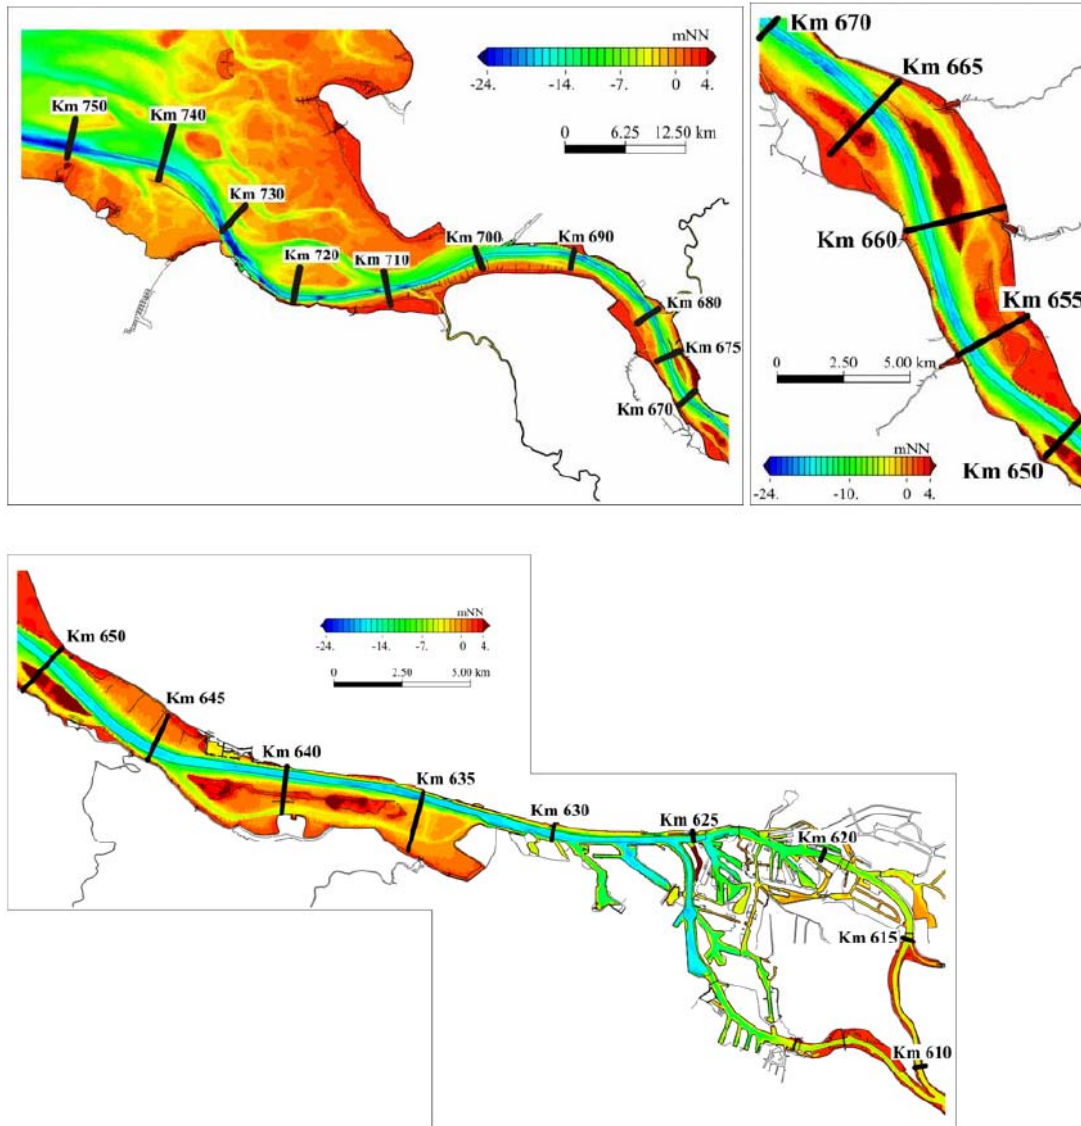 mNN
-24. -14. -7. 0 4.
0 6.25 12.50 km
Km 750
Km 740
Km 730
Km 720
Km 710
Km 700
Km 690
Km 680
Km 675
Km 670
Km 670
Km 665
Km 660
Km 655
0 2.50 5.00 km
mNN
-24. -10. 0 4.
Km 650
mNN
-24. -14. -7. 0 4.
0 2.50 5.00 km
Km 650
Km 645
Km 640
Km 635
Km 630
Km 625
Km 620
Km 615
Km 610